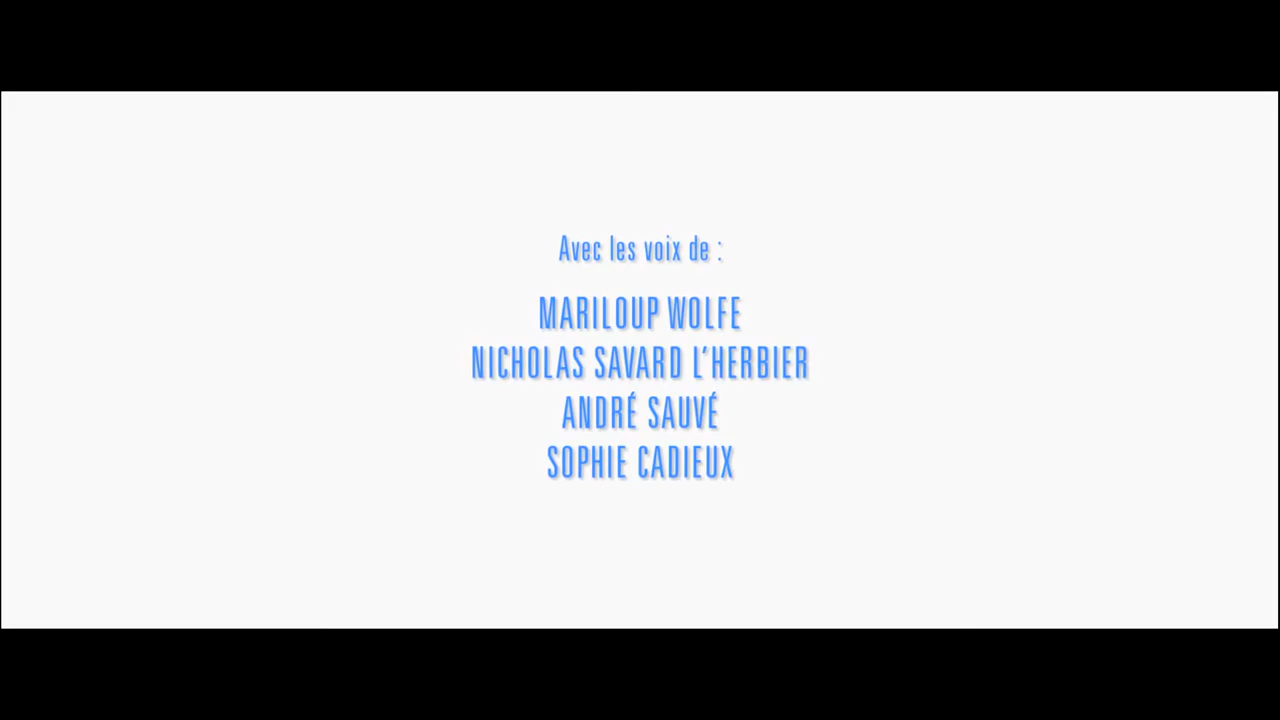 Avec les voix de :
MARILOUP WOLFE
NICHOLAS SAVARD L'HERBIER
ANDRÉ SAUVÉ
SOPHIE CADIEUX